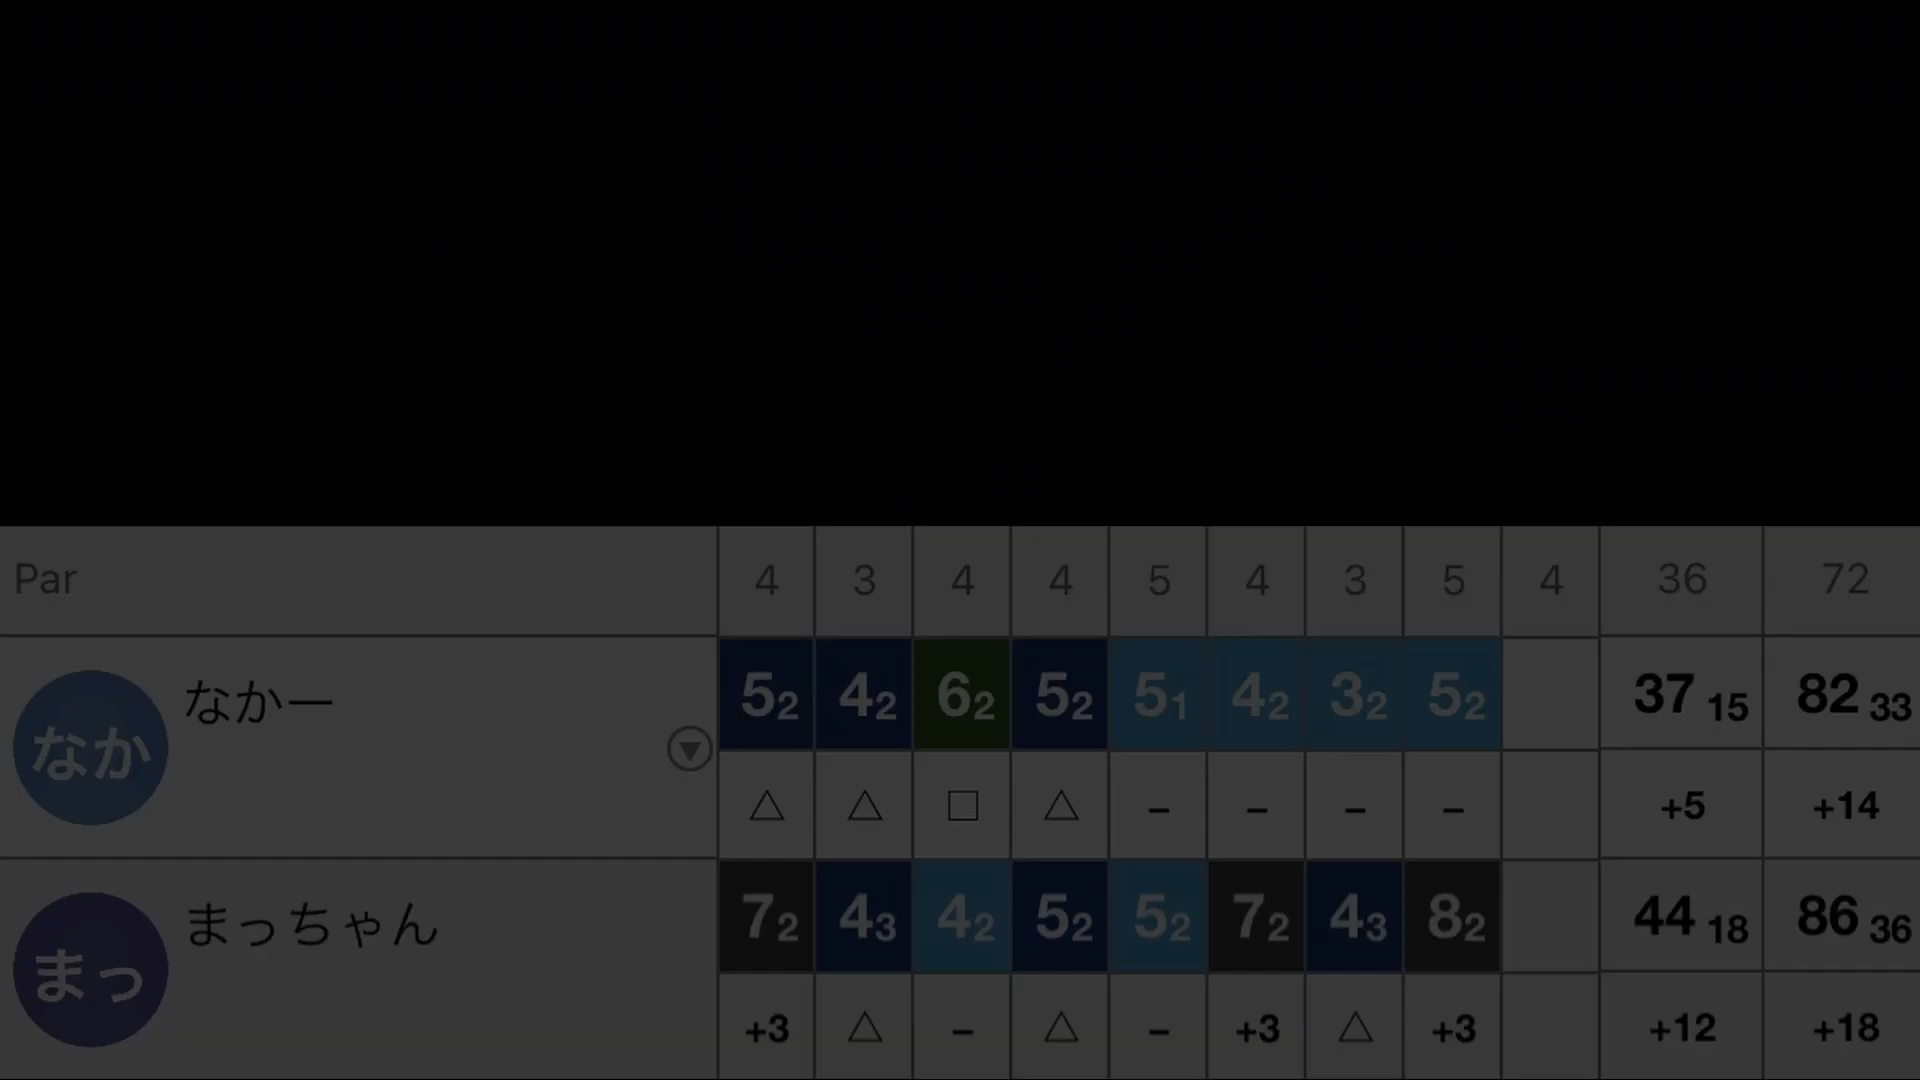 Par 4 3 4 4 5 4 3 5 4 36 72
なか なかー 52 42 62 52 51 42 32 52 37 15 82 33
△ △ □ △ – – – – +5 +14
まっ まっちゃん 72 43 42 52 52 72 43 82 44 18 86 36
+3 △ – △ – +3 △ +3 +12 +18